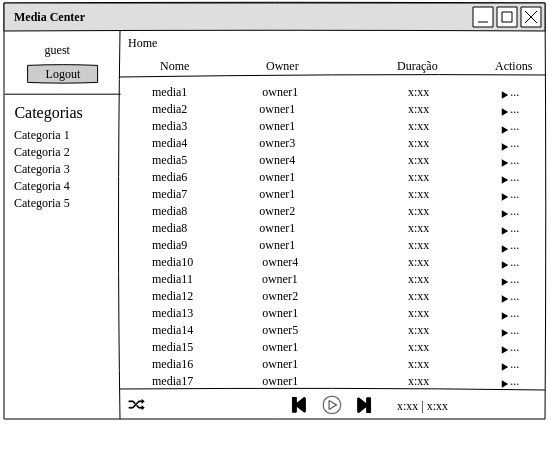 Media Center
guest
Logout
Categorias
Categoria 1
Categoria 2
Categoria 3
Categoria 4
Categoria 5
Home
Nome Owner Duração Actions
media1 owner1 x:xx ...
media2 owner1 x:xx ...
media3 owner1 x:xx ...
media4 owner3 x:xx ...
media5 owner4 x:xx ...
media6 owner1 x:xx ...
media7 owner1 x:xx ...
media8 owner2 x:xx ...
media8 owner1 x:xx ...
media9 owner1 x:xx ...
media10 owner4 x:xx ...
media11 owner1 x:xx ...
media12 owner2 x:xx ...
media13 owner1 x:xx ...
media14 owner5 x:xx ...
media15 owner1 x:xx ...
media16 owner1 x:xx ...
media17 owner1 x:xx ...
x:xx | x:xx